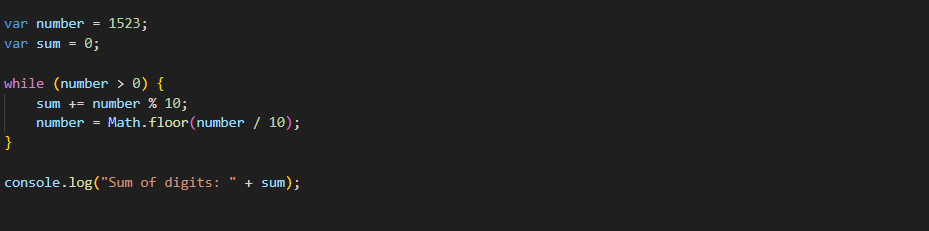 var number = 1523;
var sum = 0;
while (number > 0) {
    sum += number % 10;
    number = Math.floor(number / 10);
}
console.log("Sum of digits: " + sum);